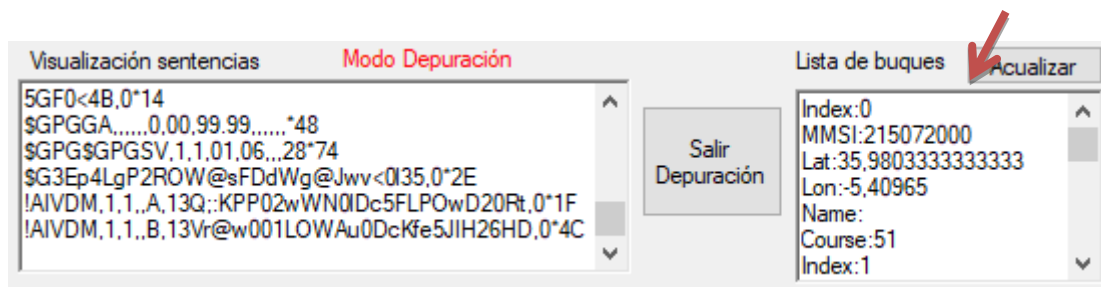 Visualización sentencias
Modo Depuración
5GF0<4B,0*14
$GPGGA,,,,,,0,00,99.99,,,,,,*48
$GPG$GPGSV,1,1,01,06,,,28*74
$G3Ep4LgP2ROW@sFDdWg@Jwv<0l35,0*2E
!AIVDM,1,1,,A,13Q;:KPP02wWN0lDc5FLPOwD20Rt,0*1F
!AIVDM,1,1,,B,13Vr@w001LOWAu0DcKfe5JIH26HD,0*4C
Salir
Depuración
Lista de buques
Acualizar
Index:0
MMSI:215072000
Lat:35,9803333333333
Lon:-5,40965
Name:
Course:51
Index:1